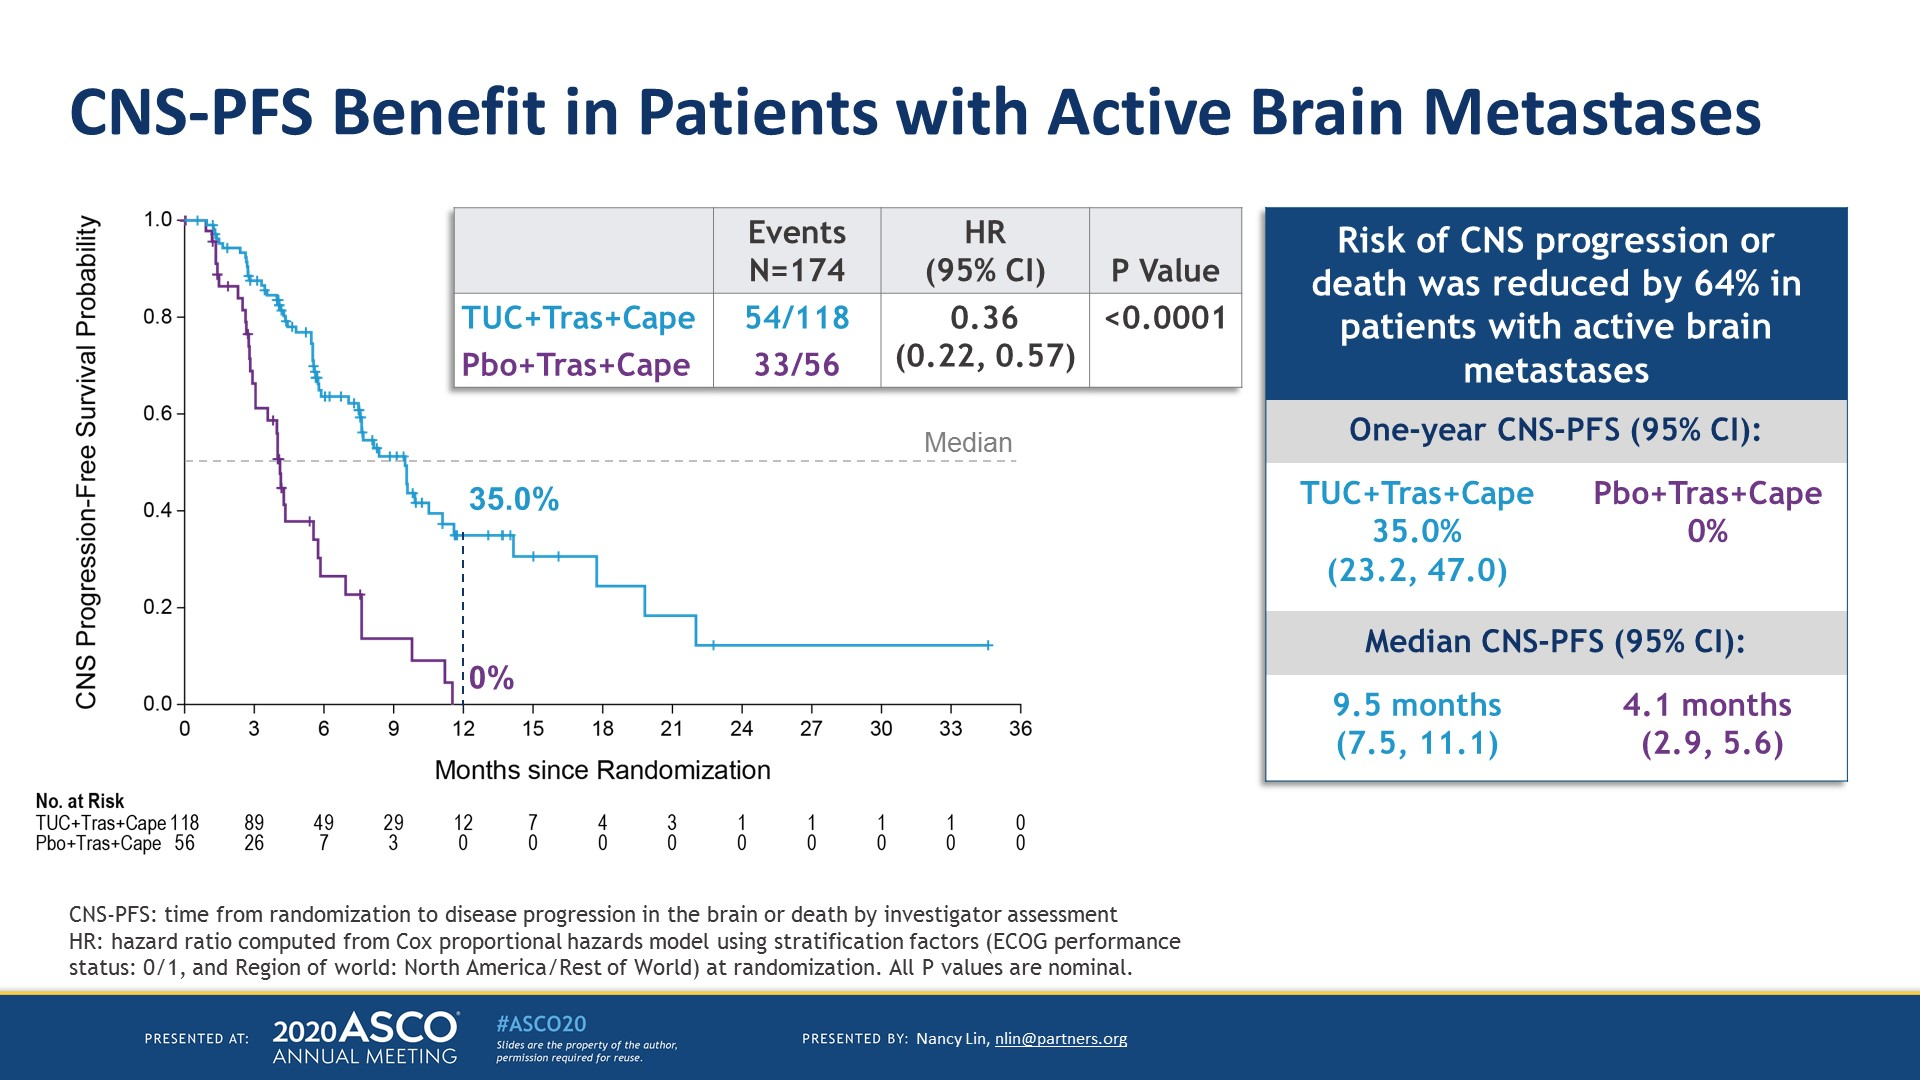 CNS-PFS Benefit in Patients with Active Brain Metastases
CNS Progression-Free Survival Probability
1.0
0.8
0.6
0.4
0.2
0.0
0 3 6 9 12 15 18 21 24 27 30 33 36
Months since Randomization
Median
35.0%
0%
Events
N=174
HR
(95% CI)
P Value
TUC+Tras+Cape 54/118 0.36 <0.0001
(0.22, 0.57)
Pbo+Tras+Cape 33/56
Risk of CNS progression or
death was reduced by 64% in
patients with active brain
metastases
One-year CNS-PFS (95% CI):
TUC+Tras+Cape Pbo+Tras+Cape
35.0% 0%
(23.2, 47.0)
Median CNS-PFS (95% CI):
9.5 months 4.1 months
(7.5, 11.1) (2.9, 5.6)
No. at Risk
TUC+Tras+Cape 118 89 49 29 12 7 4 3 1 1 1 1 0
Pbo+Tras+Cape 56 26 7 3 0 0 0 0 0 0 0 0 0
CNS-PFS: time from randomization to disease progression in the brain or death by investigator assessment
HR: hazard ratio computed from Cox proportional hazards model using stratification factors (ECOG performance
status: 0/1, and Region of world: North America/Rest of World) at randomization. All P values are nominal.
PRESENTED AT:
2020 ASCO®
ANNUAL MEETING
#ASCO20
Slides are the property of the author,
permission required for reuse.
PRESENTED BY: Nancy Lin, nlin@partners.org